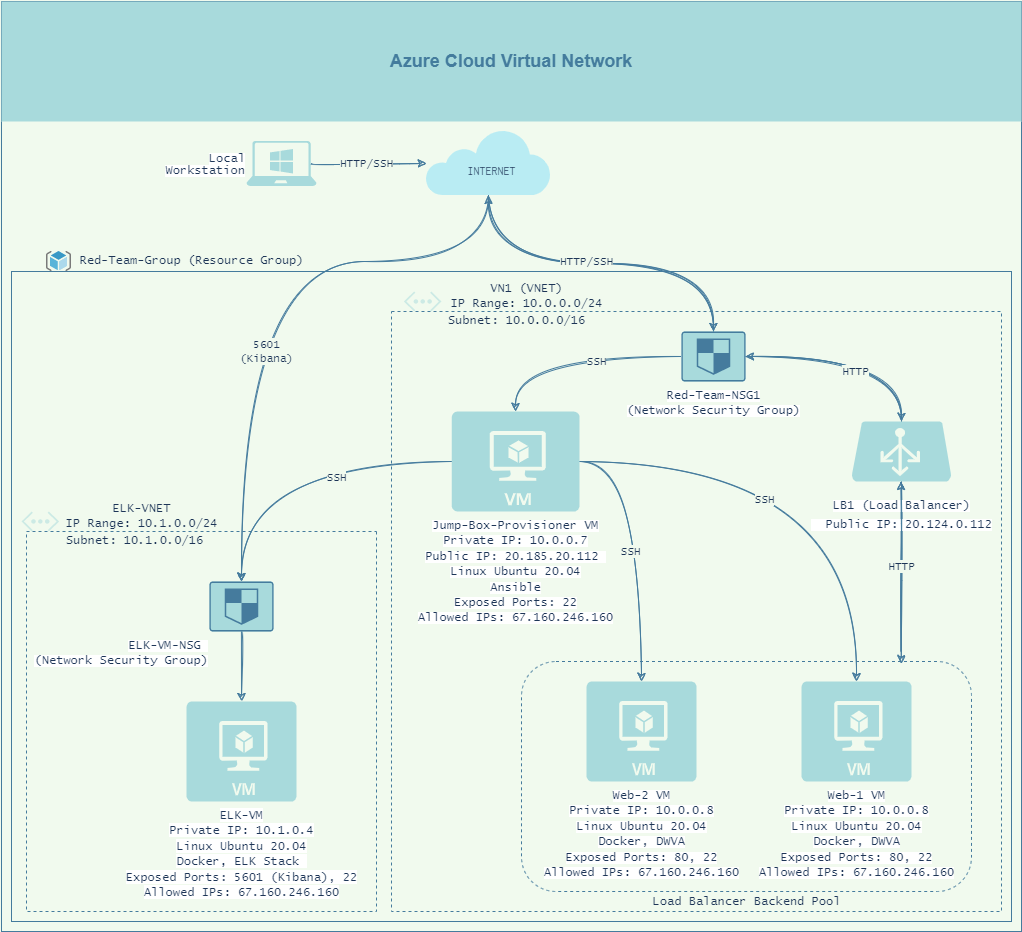 Azure Cloud Virtual Network
Local
Workstation
HTTP/SSH
INTERNET
Red-Team-Group (Resource Group)
HTTP/SSH
VN1 (VNET)
IP Range: 10.0.0.0/24
Subnet: 10.0.0.0/16
5601
(Kibana)
SSH
HTTP
Red-Team-NSG1
(Network Security Group)
VM
SSH
SSH
LB1 (Load Balancer)
Public IP: 20.124.0.112
ELK-VNET
IP Range: 10.1.0.0/24
Subnet: 10.1.0.0/16
Jump-Box-Provisioner VM
Private IP: 10.0.0.7
Public IP: 20.185.20.112
Linux Ubuntu 20.04
Ansible
Exposed Ports: 22
Allowed IPs: 67.160.246.160
SSH
HTTP
ELK-VM-NSG
(Network Security Group)
VM
ELK-VM
Private IP: 10.1.0.4
Linux Ubuntu 20.04
Docker, ELK Stack
Exposed Ports: 5601 (Kibana), 22
Allowed IPs: 67.160.246.160
VM
Web-2 VM
Private IP: 10.0.0.8
Linux Ubuntu 20.04
Docker, DWVA
Exposed Ports: 80, 22
Allowed IPs: 67.160.246.160
VM
Web-1 VM
Private IP: 10.0.0.8
Linux Ubuntu 20.04
Docker, DWVA
Exposed Ports: 80, 22
Allowed IPs: 67.160.246.160
Load Balancer Backend Pool